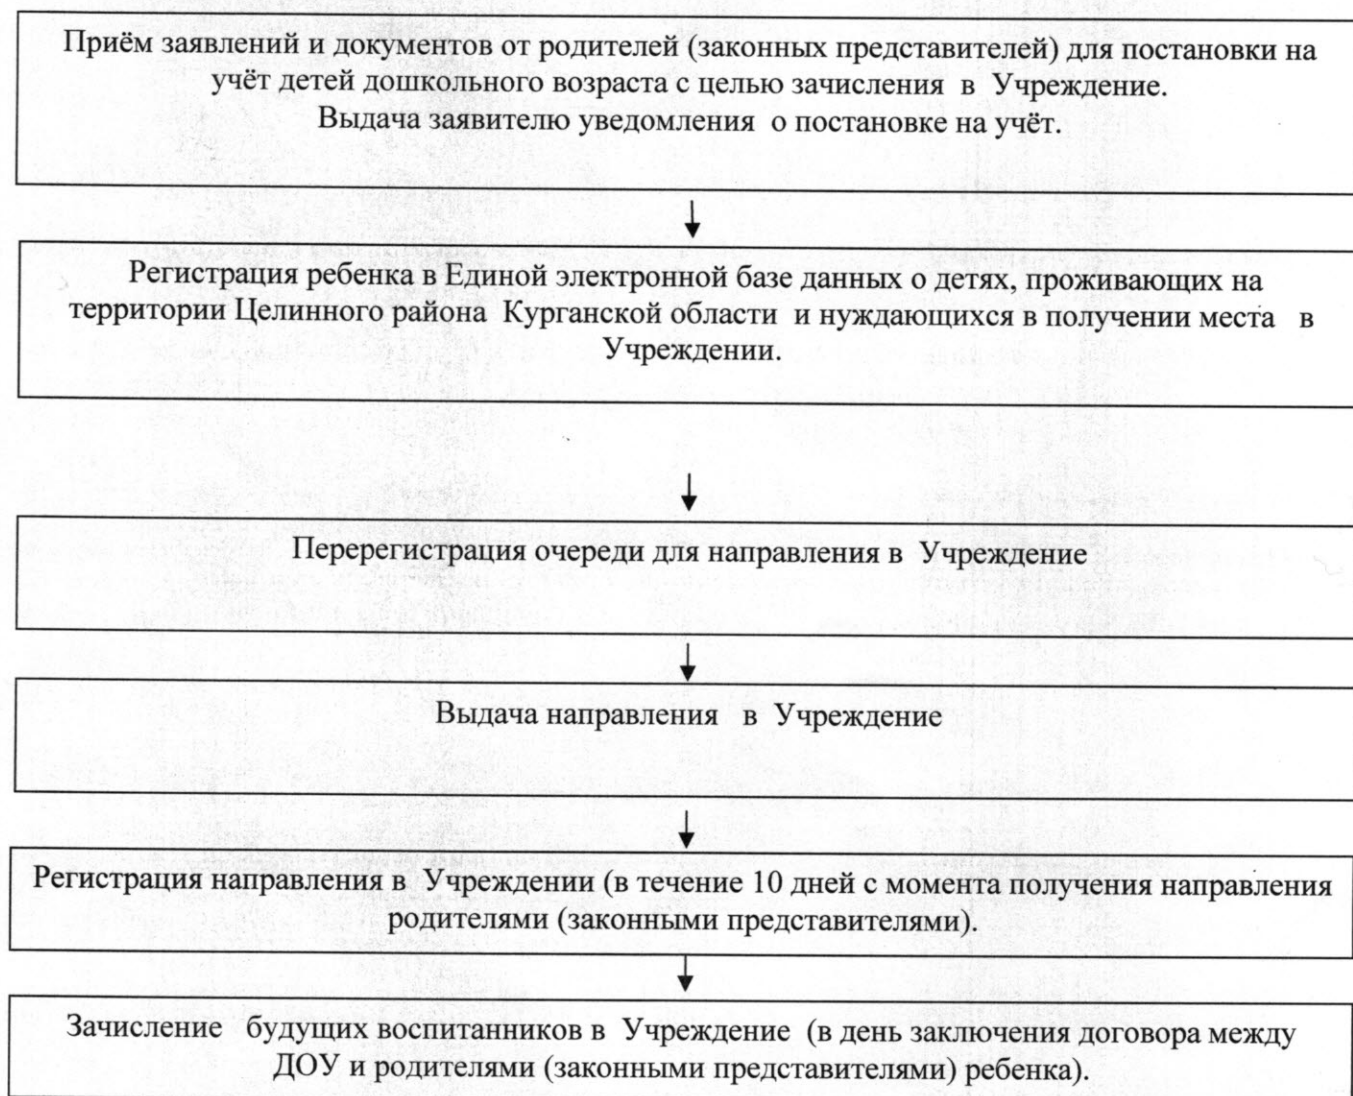 Приём заявлений и документов от родителей (законных представителей) для постановки на
учёт детей дошкольного возраста с целью зачисления в Учреждение.
Выдача заявителю уведомления о постановке на учёт.
Регистрация ребенка в Единой электронной базе данных о детях, проживающих на
территории Целинного района Курганской области и нуждающихся в получении места в
Учреждении.
Перерегистрация очереди для направления в Учреждение
Выдача направления в Учреждение
Регистрация направления в Учреждении (в течение 10 дней с момента получения направления
родителями (законными представителями).
Зачисление будущих воспитанников в Учреждение (в день заключения договора между
ДОУ и родителями (законными представителями) ребенка).